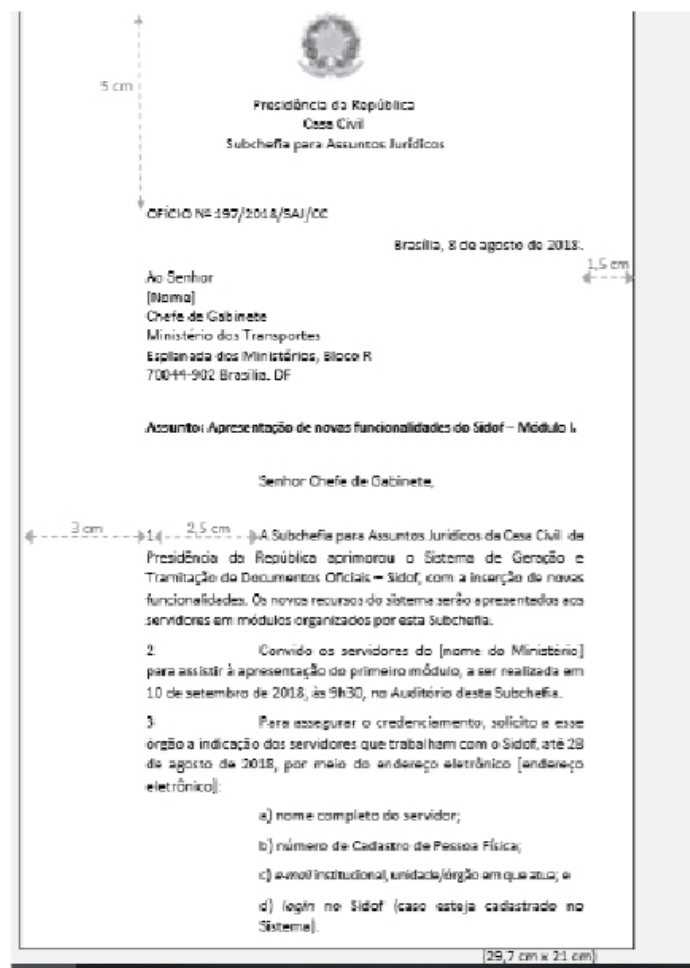 5 cm
Presidência da República
Casa Civil
Subchefia para Assuntos Jurídicos
OFÍCIO Nº 197/2018/SAJ/CC
Brasília, 8 de agosto de 2018.
1,5 cm
Ao Senhor
[Nome]
Chefe de Gabinete
Ministério dos Transportes
Esplanada dos Ministérios, Bloco R
70044-902 Brasília. DF
Assunto: Apresentação de novas funcionalidades do Sidof – Módulo I.
Senhor Chefe de Gabinete,
3 cm 1 2,5 cm A Subchefia para Assuntos Jurídicos da Casa Civil da
Presidência da República aprimorou o Sistema de Geração e
Tramitação de Documentos Oficiais – Sidof, com a inserção de novas
funcionalidades. Os novos recursos do sistema serão apresentados aos
servidores em módulos organizados por esta Subchefia.
2 Convido os servidores do [nome do Ministério]
para assistir à apresentação do primeiro módulo, a ser realizada em
10 de setembro de 2018, às 9h30, no Auditório desta Subchefia.
3 Para assegurar o credenciamento, solicito a esse
órgão a indicação dos servidores que trabalham com o Sidof, até 28
de agosto de 2018, por meio do endereço eletrônico [endereço
eletrônico]:
a) nome completo do servidor;
b) número de Cadastro de Pessoa Física;
c) e-mail institucional, unidade/órgão em que atua; e
d) login no Sidof (caso esteja cadastrado no
Sistema).
(29,7 cm x 21 cm)